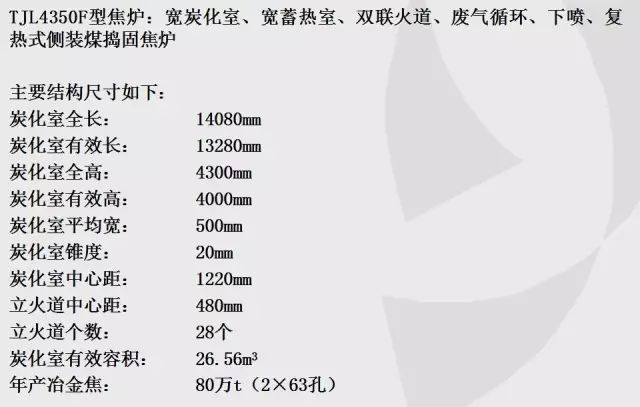 TJL4350F型焦炉：宽炭化室、宽蓄热室、双联火道、废气循环、下喷、复
热式侧装煤捣固焦炉
主要结构尺寸如下：
炭化室全长： 14080mm
炭化室有效长： 13280mm
炭化室全高： 4300mm
炭化室有效高： 4000mm
炭化室平均宽： 500mm
炭化室锥度： 20mm
炭化室中心距： 1220mm
立火道中心距： 480mm
立火道个数： 28个
炭化室有效容积： 26.56m³
年产冶金焦： 80万t（2×63孔）